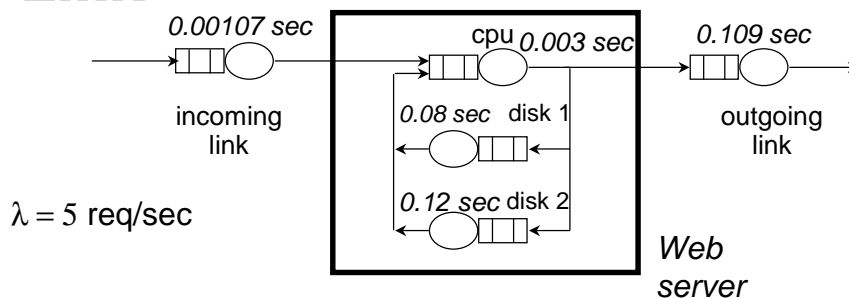 0.00107 sec
cpu
0.003 sec
0.109 sec
incoming
link
0.08 sec disk 1
outgoing
link
0.12 sec disk 2
λ = 5 req/sec
Web
server